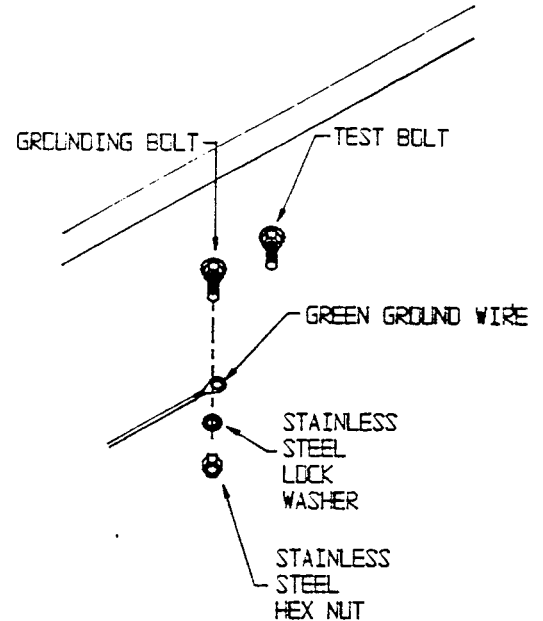 GROUNDING BOLT
TEST BOLT
GREEN GROUND WIRE
STAINLESS
STEEL
LOCK
WASHER
STAINLESS
STEEL
HEX NUT